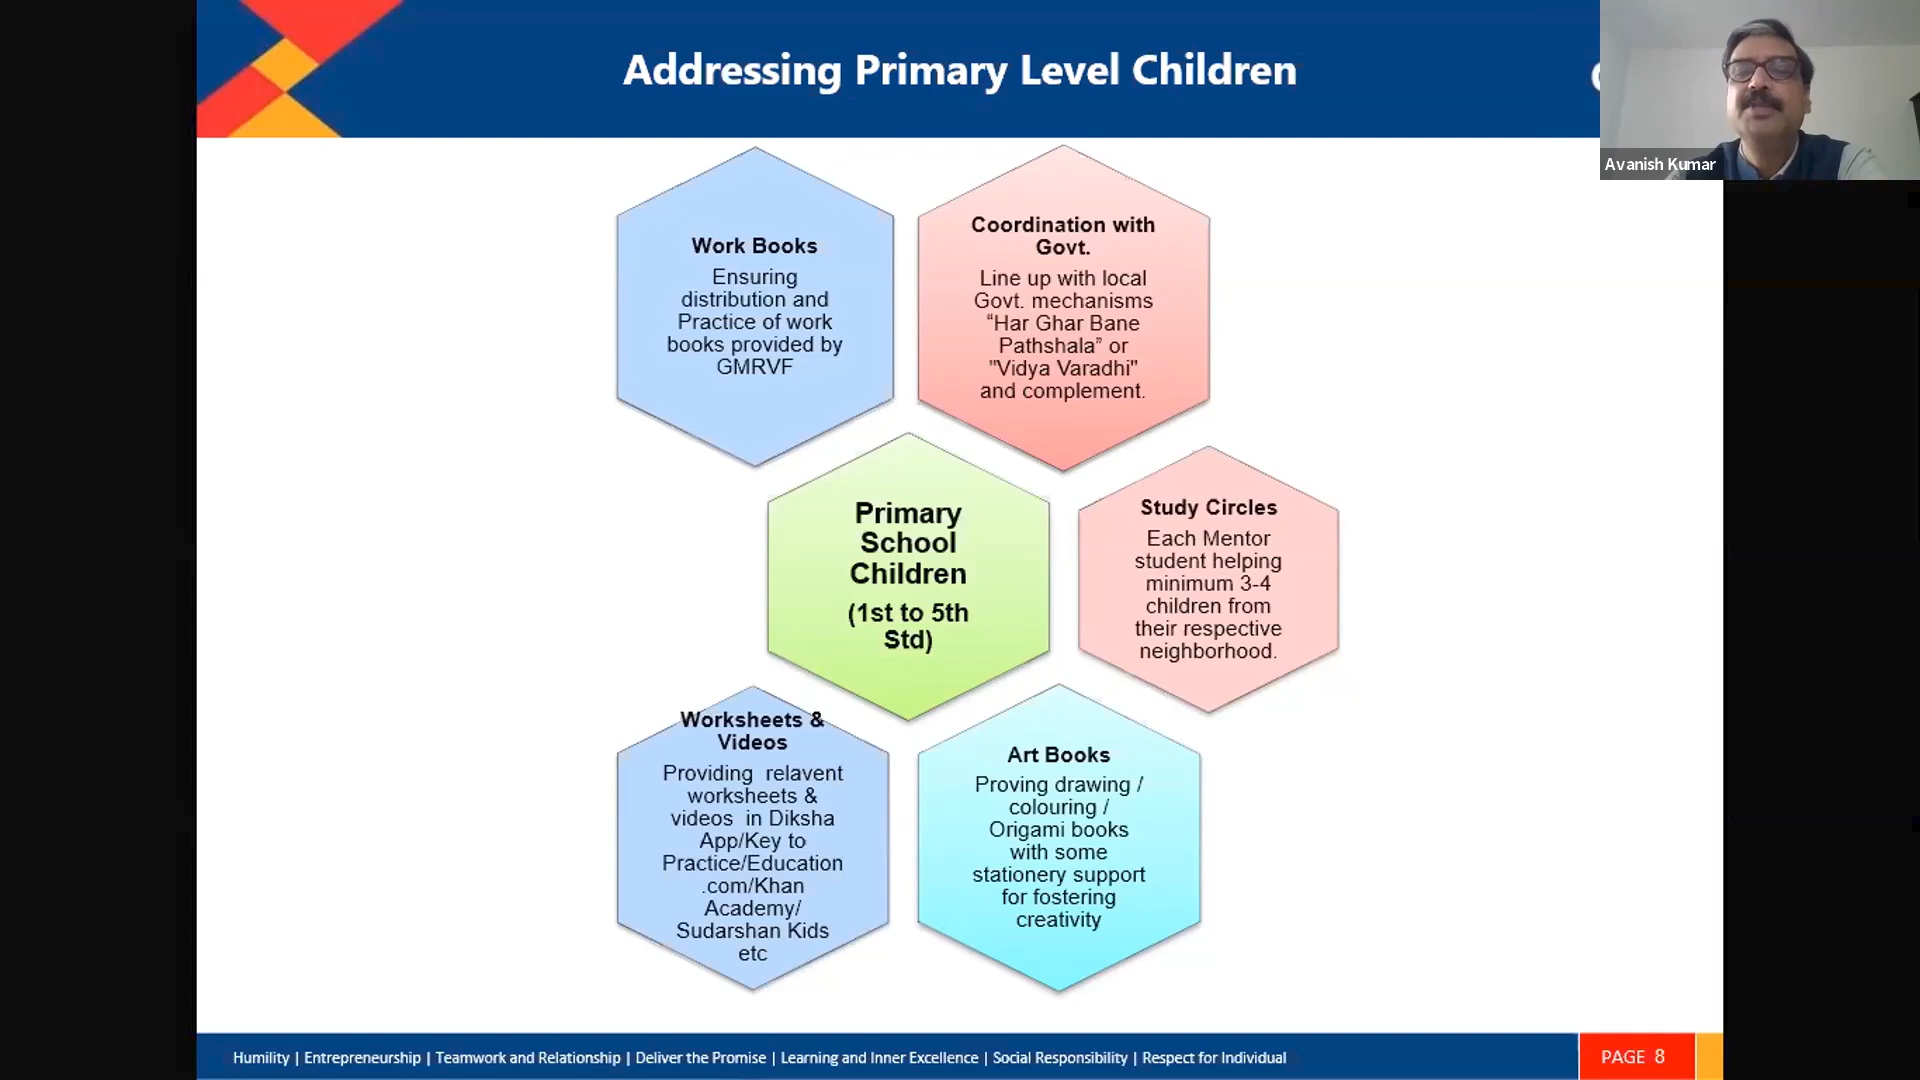 Addressing Primary Level Children
Avanish Kumar
Work Books
Ensuring
distribution and
Practice of work
books provided by
GMRVF
Coordination with
Govt.
Line up with local
Govt. mechanisms
“Har Ghar Bane
Pathshala” or
"Vidya Varadhi"
and complement.
Primary
School
Children
(1st to 5th
Std)
Study Circles
Each Mentor
student helping
minimum 3-4
children from
their respective
neighborhood.
Worksheets &
Videos
Providing relavent
worksheets &
videos in Diksha
App/Key to
Practice/Education
.com/Khan
Academy/
Sudarshan Kids
etc
Art Books
Proving drawing /
colouring /
Origami books
with some
stationery support
for fostering
creativity
Humility | Entrepreneurship | Teamwork and Relationship | Deliver the Promise | Learning and Inner Excellence | Social Responsibility | Respect for Individual
PAGE 8